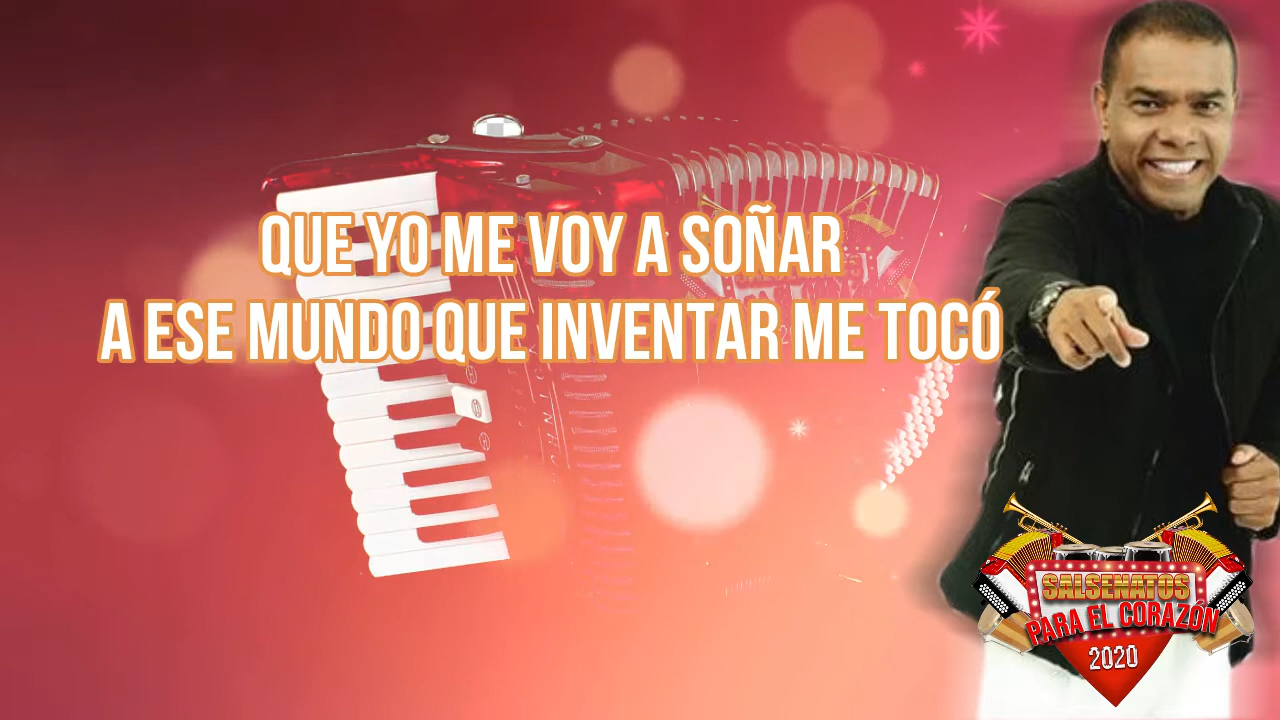 QUE YO ME VOY A SOÑAR
A ESE MUNDO QUE INVENTAR ME TOCÓ
SALSENATOS
PARA EL CORAZÓN
2020